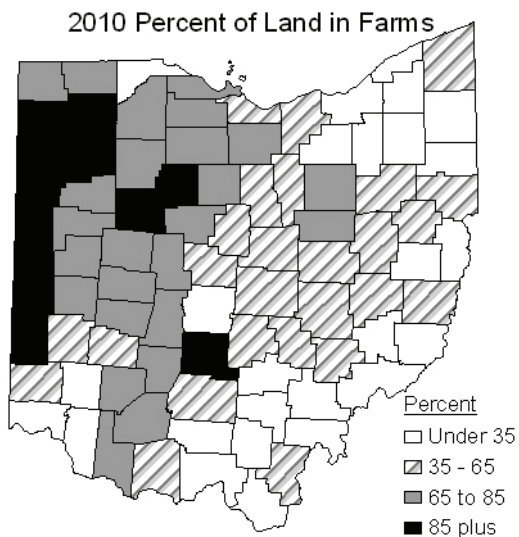 2010 Percent of Land in Farms
Percent
Under 35
35 - 65
65 to 85
85 plus